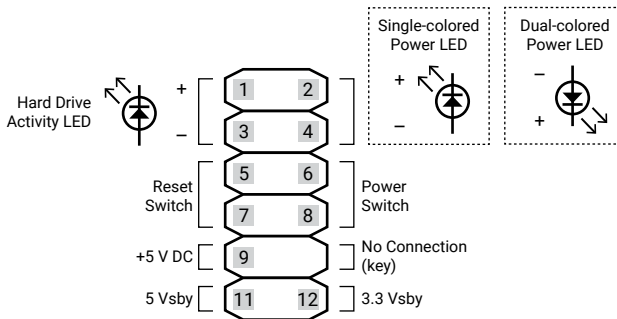 Single-colored
Power LED
Dual-colored
Power LED
+
–
–
+
Hard Drive
Activity LED
+
–
1 2
3 4
5 6
7 8
9
11 12
Reset
Switch
Power
Switch
+5 V DC
No Connection
(key)
5 Vsby
3.3 Vsby